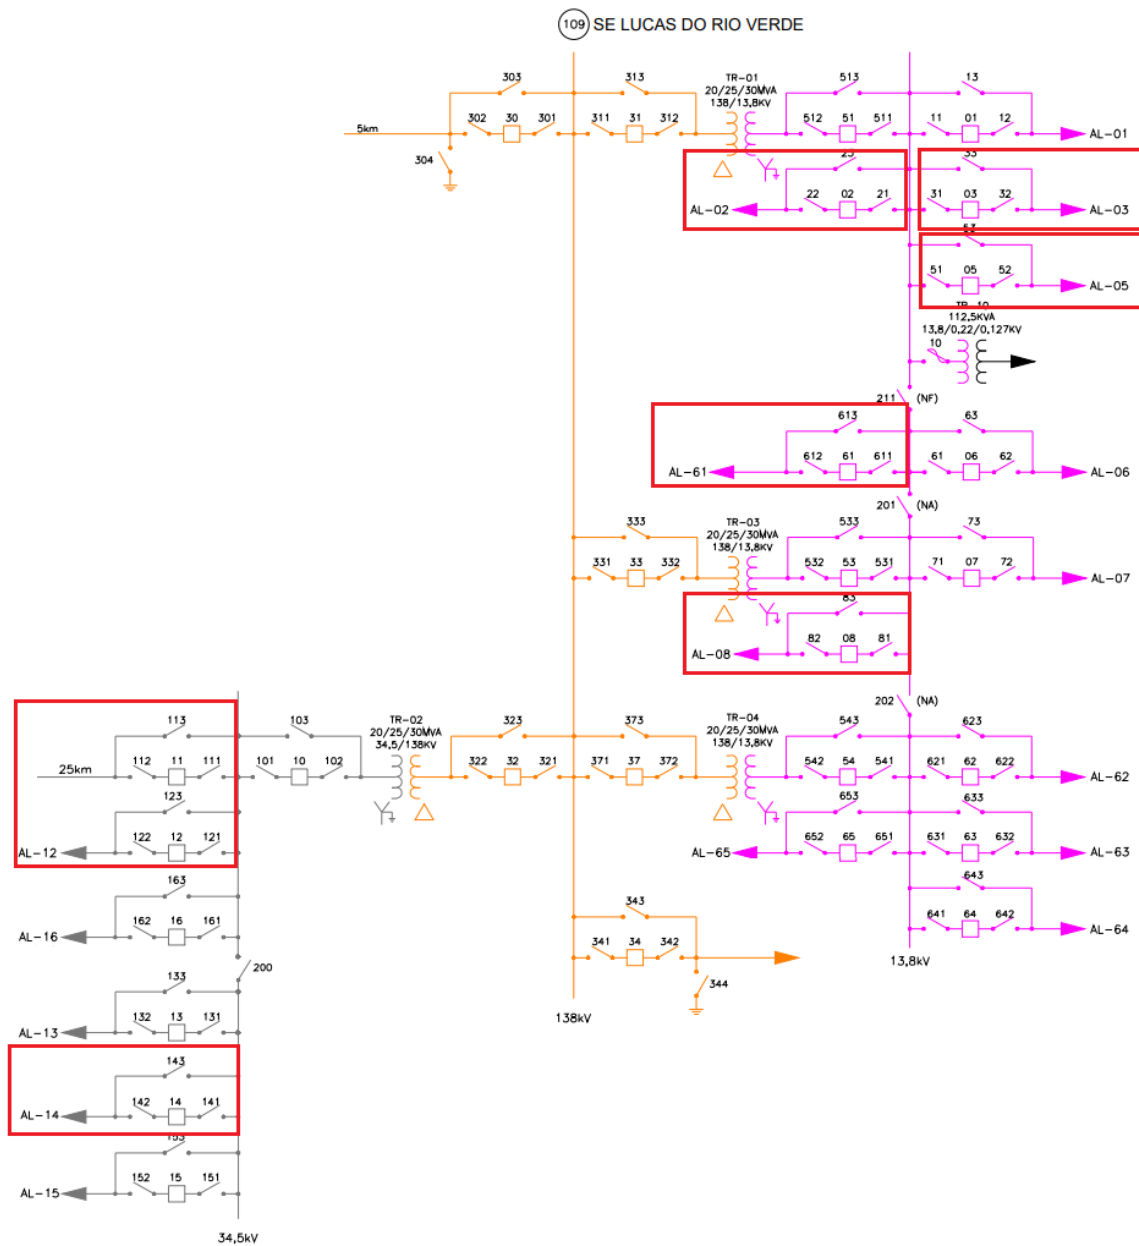 109 SE LUCAS DO RIO VERDE
303 313 TR-01 513 13
20/25/30MVA
138/13,8KV
5km 302 30 301 311 31 312 512 51 511 11 01 12 AL-01
304
23 33
AL-02 22 02 21 31 03 32 AL-03
53
51 05 52 AL-05
TR-10
112,5KVA
13,8/0,22/0,127KV
10
211 (NF)
613 63
AL-61 612 61 611 61 06 62 AL-06
201 (NA)
333 TR-03 533 73
20/25/30MVA
138/13,8KV
331 33 332 532 53 531 71 07 72 AL-07
83
AL-08 82 08 81
202 (NA)
113 103 TR-02 323 373 TR-04 543 623
20/25/30MVA 20/25/30MVA
34,5/138KV 138/13,8KV
25km 112 11 111 101 10 102 322 32 321 371 37 372 542 54 541 621 62 622 AL-62
123 653 633
AL-12 122 12 121 AL-65 652 65 651 631 63 632 AL-63
163 343 643
AL-16 162 16 161 341 34 342 641 64 642 AL-64
13,8kV
200
344
133
138kV
AL-13 132 13 131
143
AL-14 142 14 141
153
AL-15 152 15 151
34,5kV